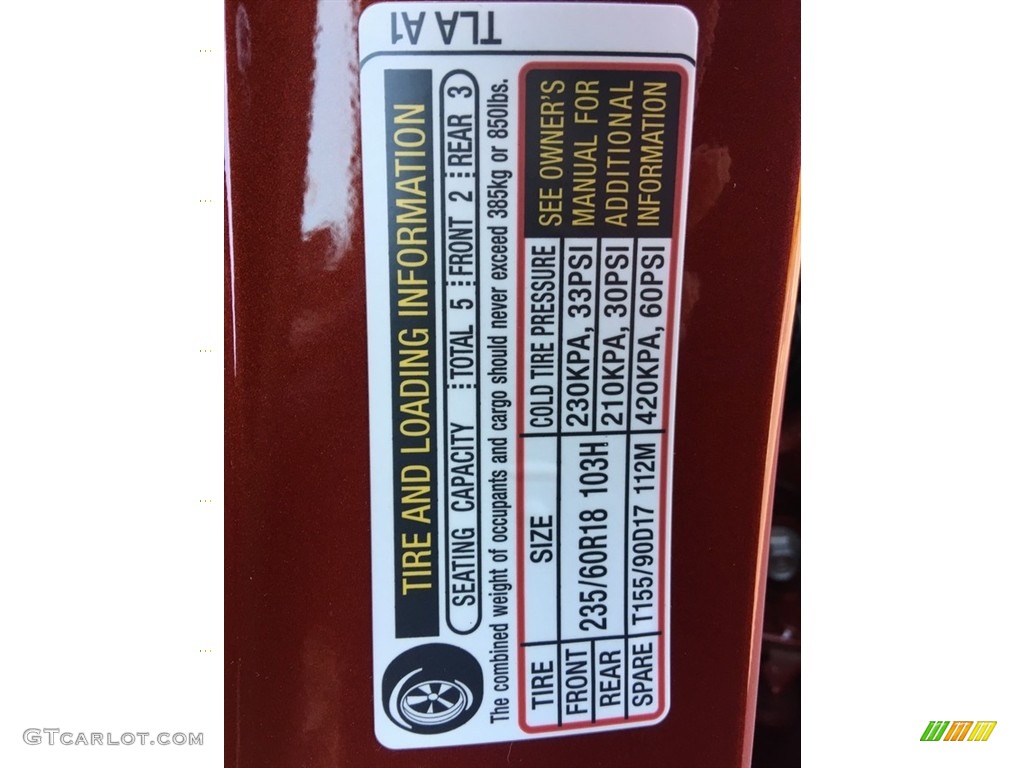 TLA A1
TIRE AND LOADING INFORMATION
SEATING CAPACITY TOTAL 5 FRONT 2 REAR 3
The combined weight of occupants and cargo should never exceed 385kg or 850lbs.
TIRE SIZE COLD TIRE PRESSURE
FRONT 235/60R18 103H 230KPA, 33PSI
REAR 210KPA, 30PSI
SPARE T155/90D17 112M 420KPA, 60PSI
SEE OWNER'S
MANUAL FOR
ADDITIONAL
INFORMATION
GTCARLOT.COM